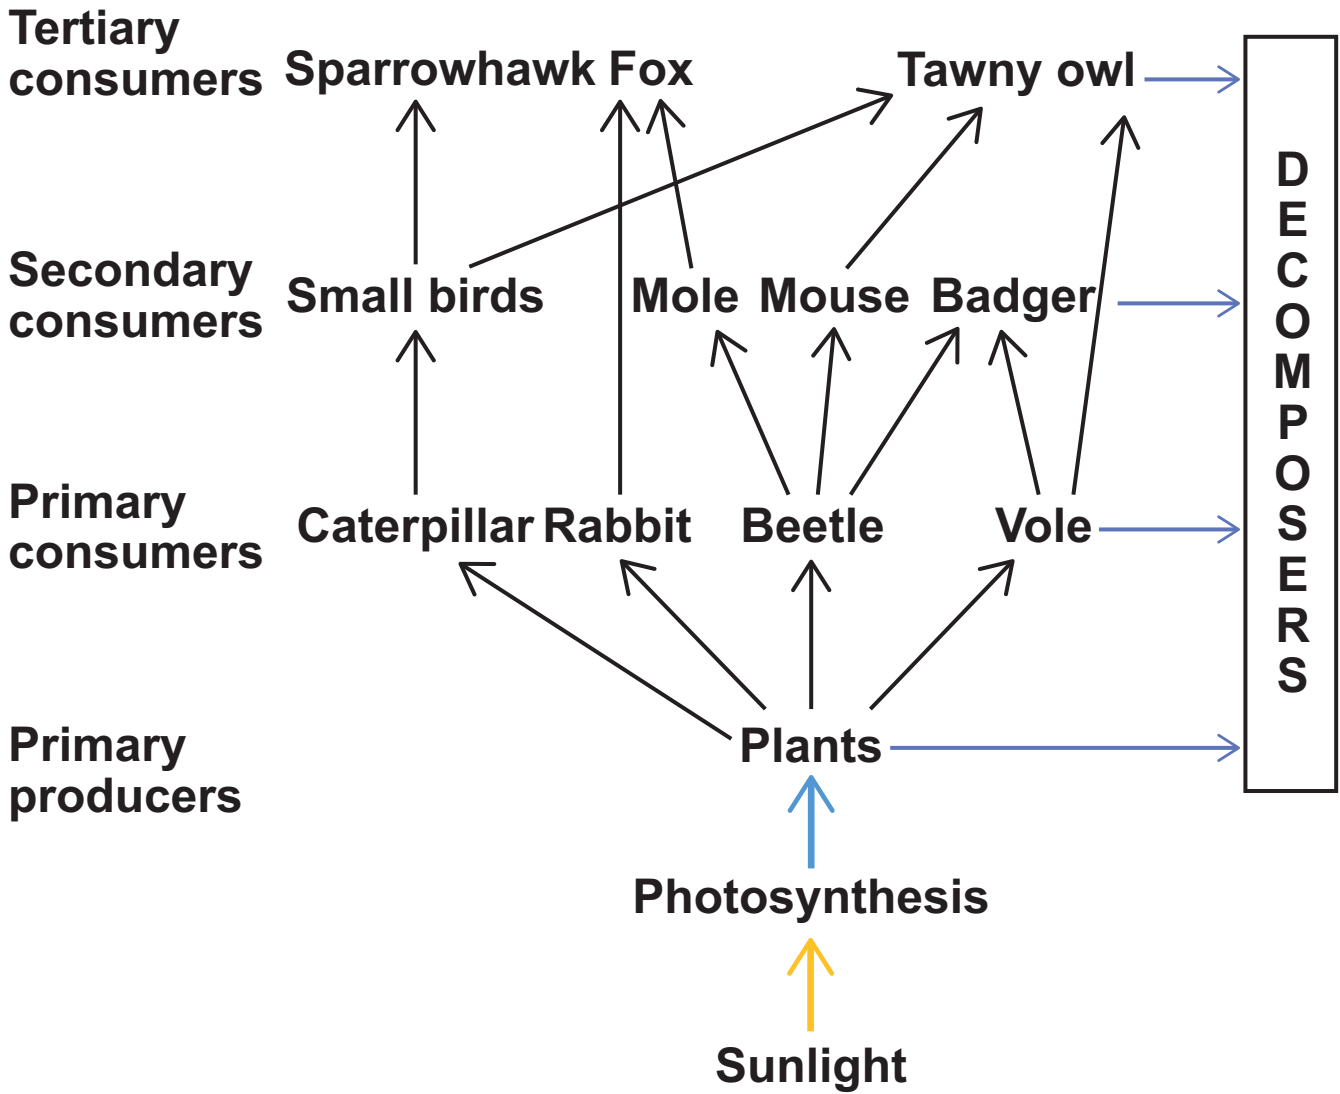 Tertiary
consumers
Sparrowhawk Fox
Tawny owl
Secondary
consumers
Small birds
Mole
Mouse
Badger
Primary
consumers
Caterpillar
Rabbit
Beetle
Vole
Primary
producers
Plants
Photosynthesis
Sunlight
D
E
C
O
M
P
O
S
E
R
S